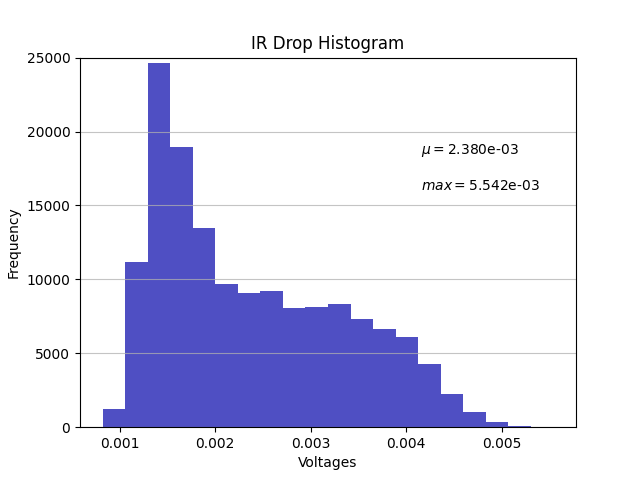 IR Drop Histogram
25000
20000
15000
10000
5000
0
Frequency
μ = 2.380e-03
max = 5.542e-03
0.001 0.002 0.003 0.004 0.005
Voltages